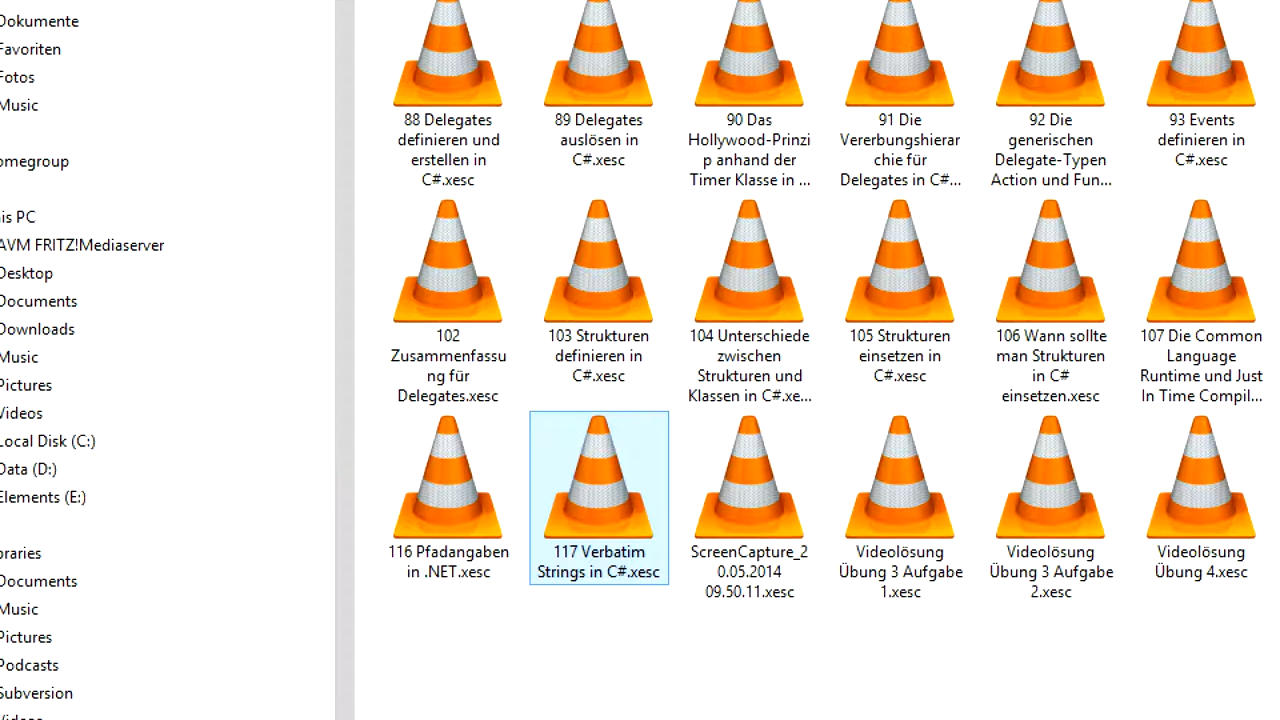 Dokumente
Favoriten
Fotos
Music
omegroup
is PC
AVM FRITZ!Mediaserver
Desktop
Documents
Downloads
Music
Pictures
Videos
Local Disk (C:)
Data (D:)
Elements (E:)
braries
Documents
Music
Pictures
Podcasts
Subversion
88 Delegates
definieren und
erstellen in
C#.xesc
89 Delegates
auslösen in
C#.xesc
90 Das
Hollywood-Prinzi
p anhand der
Timer Klasse in ...
91 Die
Vererbungshierar
chie für
Delegates in C#...
92 Die
generischen
Delegate-Typen
Action und Fun...
93 Events
definieren in
C#.xesc
102
Zusammenfassu
ng für
Delegates.xesc
103 Strukturen
definieren in
C#.xesc
104 Unterschiede
zwischen
Strukturen und
Klassen in C#.xe...
105 Strukturen
einsetzen in
C#.xesc
106 Wann sollte
man Strukturen
in C#
einsetzen.xesc
107 Die Common
Language
Runtime und Just
In Time Compil...
116 Pfadangaben
in .NET.xesc
117 Verbatim
Strings in C#.xesc
ScreenCapture_2
0.05.2014
09.50.11.xesc
Videolösung
Übung 3 Aufgabe
1.xesc
Videolösung
Übung 3 Aufgabe
2.xesc
Videolösung
Übung 4.xesc